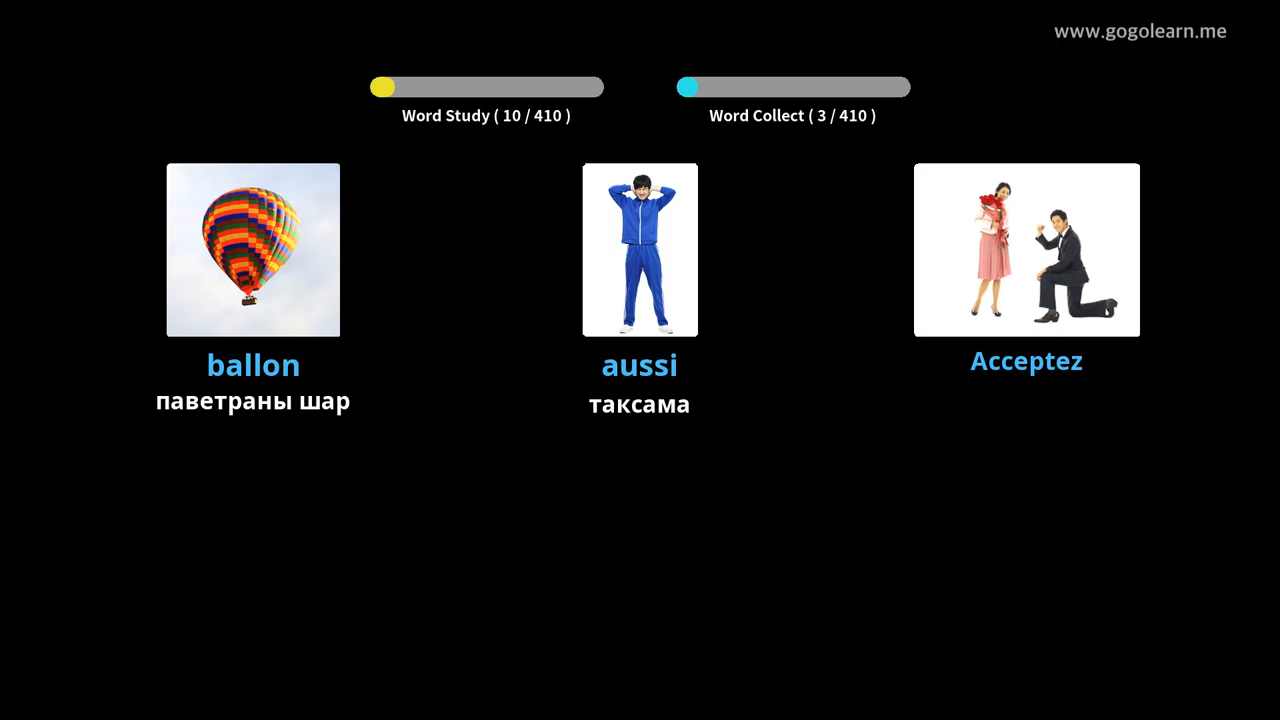 www.gogolearn.me
Word Study ( 10 / 410 )
Word Collect ( 3 / 410 )
ballon
паветраны шар
aussi
таксама
Acceptez